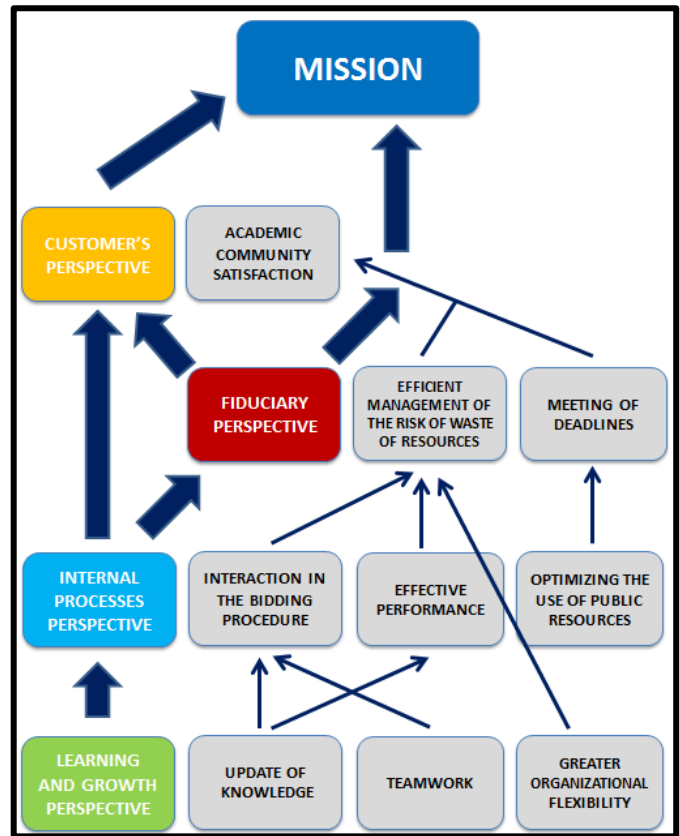 MISSION
CUSTOMER'S
PERSPECTIVE
ACADEMIC
COMMUNITY
SATISFACTION
FIDUCIARY
PERSPECTIVE
EFFICIENT
MANAGEMENT OF
THE RISK OF WASTE
OF RESOURCES
MEETING OF
DEADLINES
INTERNAL
PROCESSES
PERSPECTIVE
INTERACTION IN
THE BIDDING
PROCEDURE
EFFECTIVE
PERFORMANCE
OPTIMIZING THE
USE OF PUBLIC
RESOURCES
LEARNING
AND GROWTH
PERSPECTIVE
UPDATE OF
KNOWLEDGE
TEAMWORK
GREATER
ORGANIZATIONAL
FLEXIBILITY